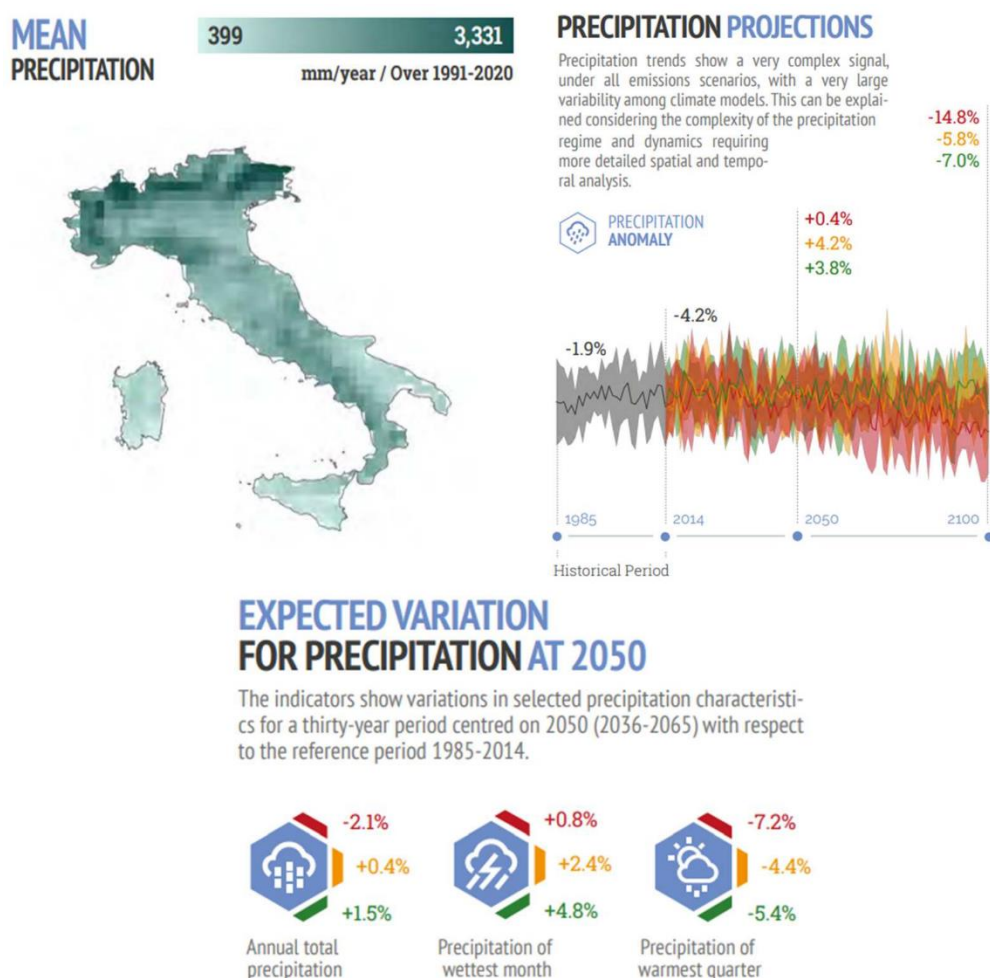 MEAN
PRECIPITATION
399 3,331
mm/year / Over 1991-2020
PRECIPITATION PROJECTIONS
Precipitation trends show a very complex signal,
under all emissions scenarios, with a very large
variability among climate models. This can be explai-
ned considering the complexity of the precipitation
regime and dynamics requiring
more detailed spatial and tempo-
ral analysis.
-14.8%
-5.8%
-7.0%
PRECIPITATION
ANOMALY
+0.4%
+4.2%
+3.8%
-4.2%
-1.9%
1985 2014 2050 2100
Historical Period
EXPECTED VARIATION
FOR PRECIPITATION AT 2050
The indicators show variations in selected precipitation characteristi-
cs for a thirty-year period centred on 2050 (2036-2065) with respect
to the reference period 1985-2014.
-2.1%
+0.4%
+1.5%
Annual total
precipitation
+0.8%
+2.4%
+4.8%
Precipitation of
wettest month
-7.2%
-4.4%
-5.4%
Precipitation of
warmest quarter